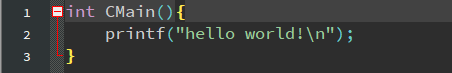 1 int CMain(){
2     printf("hello world!\n");
3 }